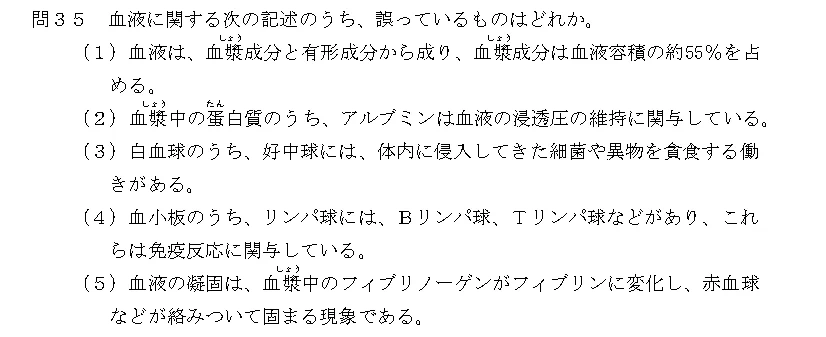 問３５　血液に関する次の記述のうち、誤っているものはどれか。
（１）血液は、血漿成分と有形成分から成り、血漿成分は血液容積の約55％を占
める。
（２）血漿中の蛋白質のうち、アルブミンは血液の浸透圧の維持に関与している。
（３）白血球のうち、好中球には、体内に侵入してきた細菌や異物を貪食する働
きがある。
（４）血小板のうち、リンパ球には、Ｂリンパ球、Ｔリンパ球などがあり、これ
らは免疫反応に関与している。
（５）血液の凝固は、血漿中のフィブリノーゲンがフィブリンに変化し、赤血球
などが絡みついて固まる現象である。